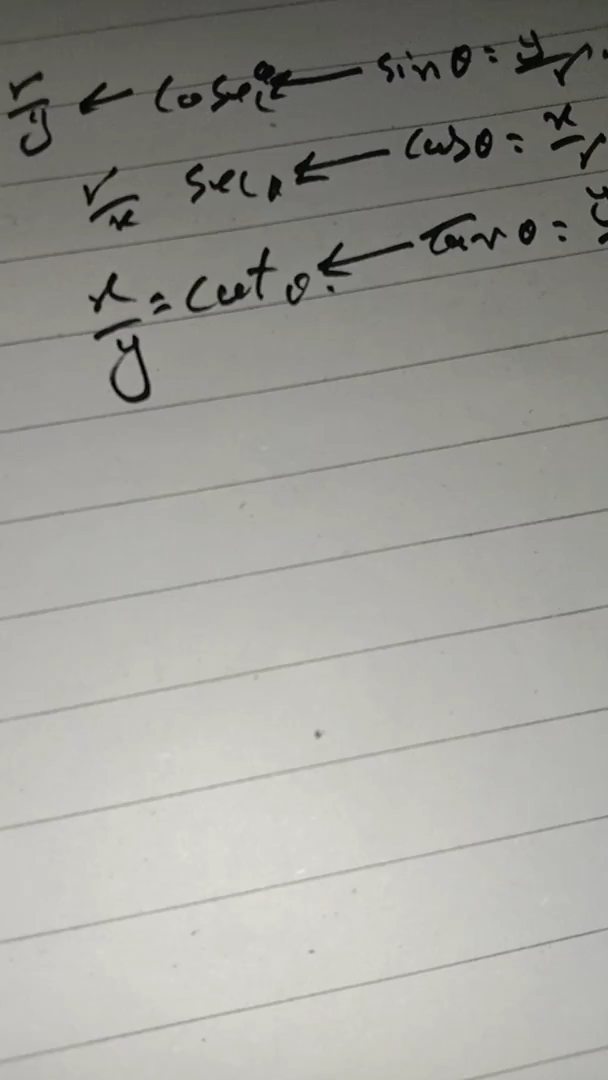 r/y ← cosec θ ← sin θ = y/r
r/x sec ← cos θ = x/r
x/y = cot θ. ← Tan θ = y